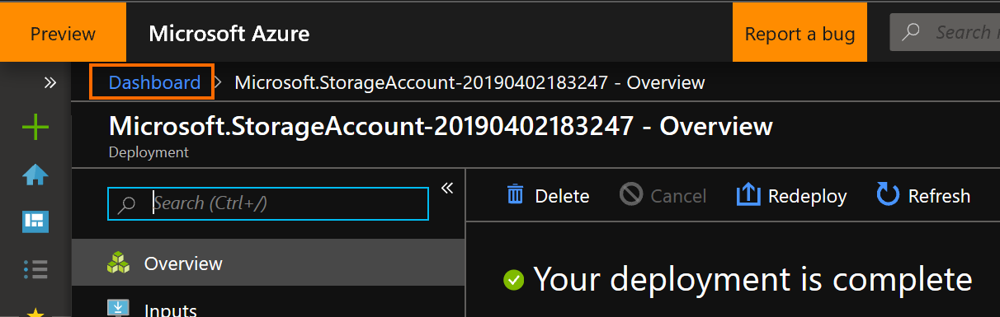 Preview
Microsoft Azure
Report a bug
Search
Dashboard > Microsoft.StorageAccount-20190402183247 - Overview
Microsoft.StorageAccount-20190402183247 - Overview
Deployment
Search (Ctrl+/)
Delete
Cancel
Redeploy
Refresh
Overview
Your deployment is complete
Inputs